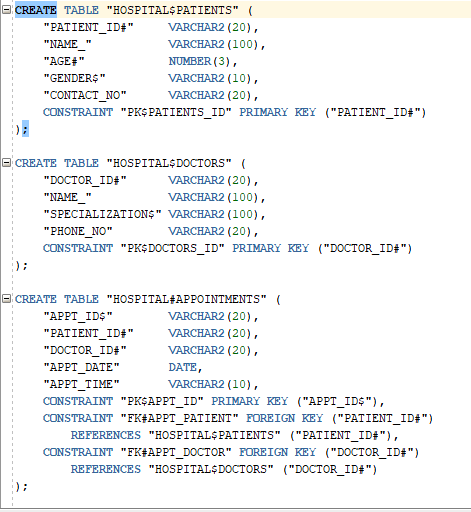 CREATE TABLE "HOSPITAL$PATIENTS" (
"PATIENT_ID#" VARCHAR2(20),
"NAME_" VARCHAR2(100),
"AGE#" NUMBER(3),
"GENDER$" VARCHAR2(10),
"CONTACT_NO" VARCHAR2(20),
CONSTRAINT "PK$PATIENTS_ID" PRIMARY KEY ("PATIENT_ID#")
);
CREATE TABLE "HOSPITAL$DOCTORS" (
"DOCTOR_ID#" VARCHAR2(20),
"NAME_" VARCHAR2(100),
"SPECIALIZATION$" VARCHAR2(100),
"PHONE_NO" VARCHAR2(20),
CONSTRAINT "PK$DOCTORS_ID" PRIMARY KEY ("DOCTOR_ID#")
);
CREATE TABLE "HOSPITAL#APPOINTMENTS" (
"APPT_ID$" VARCHAR2(20),
"PATIENT_ID#" VARCHAR2(20),
"DOCTOR_ID#" VARCHAR2(20),
"APPT_DATE" DATE,
"APPT_TIME" VARCHAR2(10),
CONSTRAINT "PK$APPT_ID" PRIMARY KEY ("APPT_ID$"),
CONSTRAINT "FK#APPT_PATIENT" FOREIGN KEY ("PATIENT_ID#")
REFERENCES "HOSPITAL$PATIENTS" ("PATIENT_ID#"),
CONSTRAINT "FK#APPT_DOCTOR" FOREIGN KEY ("DOCTOR_ID#")
REFERENCES "HOSPITAL$DOCTORS" ("DOCTOR_ID#")
);